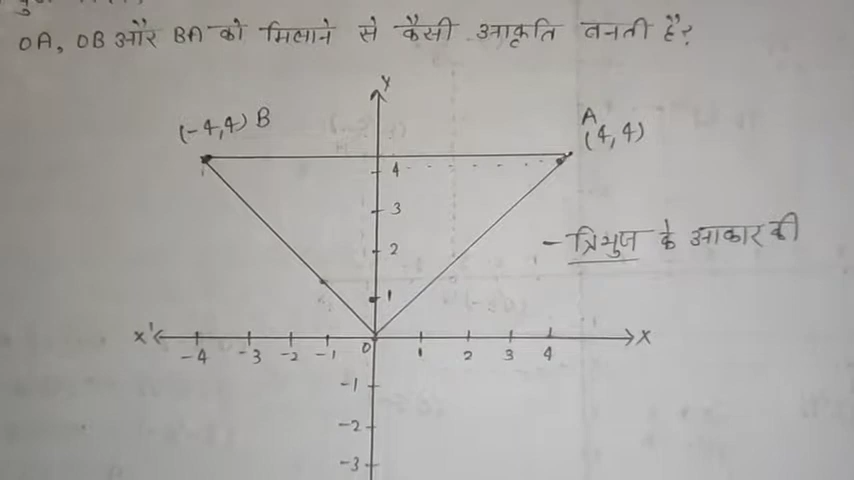 OA, OB और BA को मिलाने से कैसी आकृति बनती है?
Y
(-4,4) B
A
(4,4)
4
3
2
1
- त्रिभुज के आकार की
X' -4 -3 -2 -1 0 1 2 3 4 X
-1
-2
-3